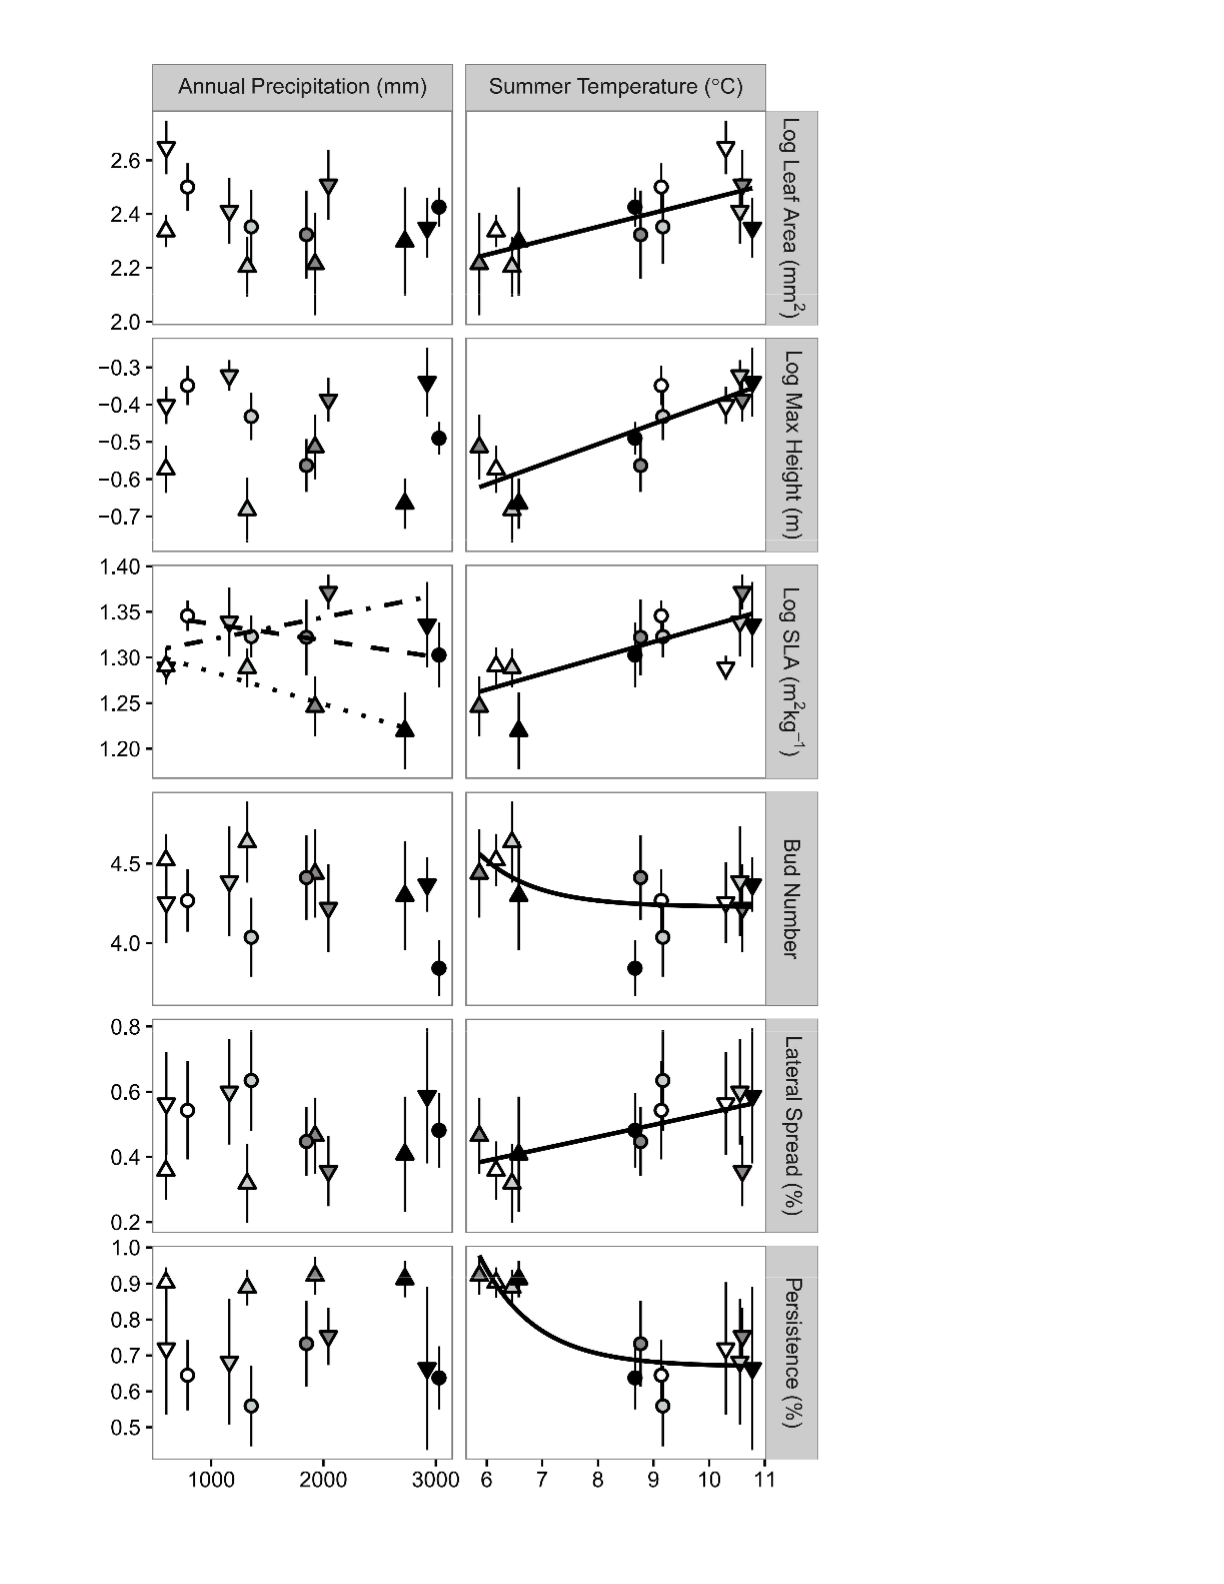 Annual Precipitation (mm)
Summer Temperature (°C)
2.6
2.4
2.2
2.0
Log Leaf Area (mm²)
−0.3
−0.4
−0.5
−0.6
−0.7
Log Max Height (m)
1.40
1.35
1.30
1.25
1.20
Log SLA (m²kg⁻¹)
4.5
4.0
Bud Number
0.8
0.6
0.4
0.2
Lateral Spread (%)
1.0
0.9
0.8
0.7
0.6
0.5
Persistence (%)
1000 2000 3000 6 7 8 9 10 11